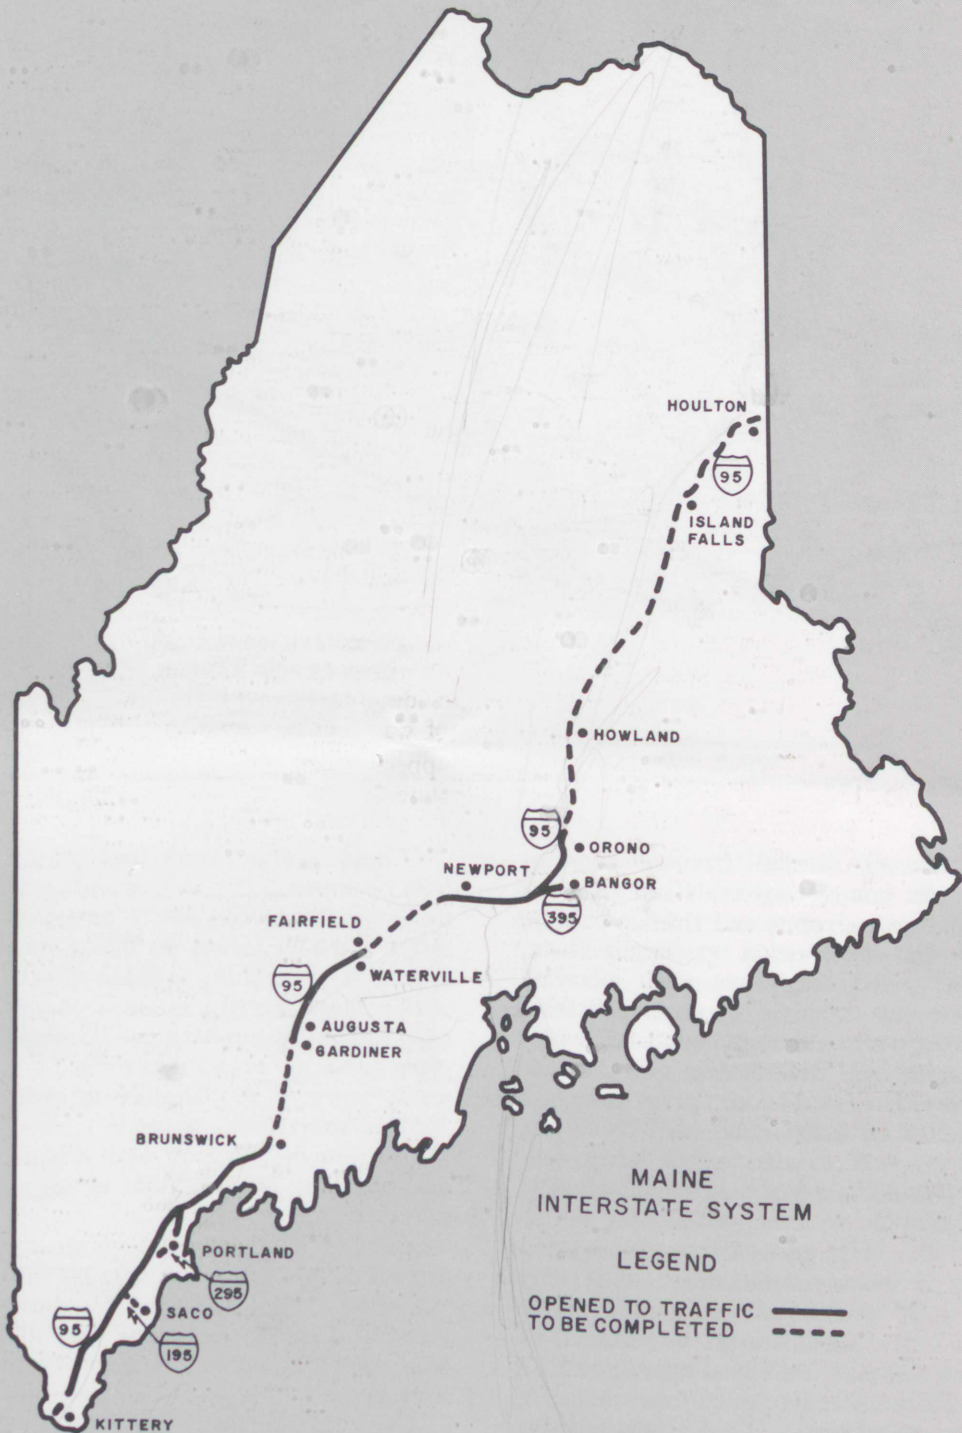 HOULTON
95
ISLAND
FALLS
HOWLAND
95
ORONO
NEWPORT
BANGOR
395
FAIRFIELD
WATERVILLE
95
AUGUSTA
GARDINER
BRUNSWICK
MAINE
INTERSTATE SYSTEM
PORTLAND
LEGEND
295
SACO
OPENED TO TRAFFIC
95
TO BE COMPLETED
195
KITTERY